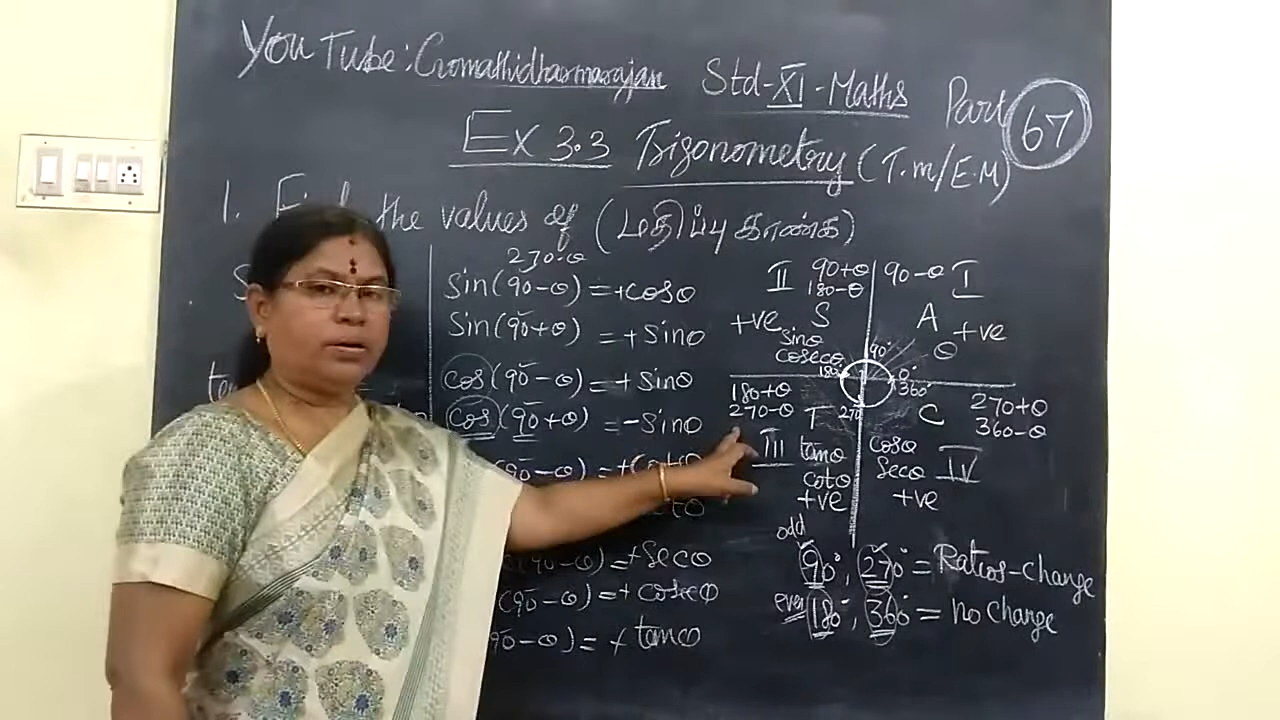 YouTube: Gomathidharmarajan Std-XI-Maths Part 67
Ex 3.3 Trigonometry (T.M/E.M)
1. the values of (மதிப்பு காண்க)
270-θ
sin(90-θ)=+cosθ
Sin(90+θ)=+Sinθ
cos(90-θ)=+sinθ
cos(90+θ)=-Sinθ
(90-θ)=+Cotθ
(90-θ)=+Secθ
(90-θ)=+cosecθ
90-θ)=+tanθ
II 90+θ
180-θ
+ve S
Sinθ
Cosecθ
90-θ I
A +ve
θ
90°
180°
0°
360°
270
180+θ
270-θ T
III tanθ
cotθ
+ve
C 270+θ
360-θ
Cosθ
Secθ IV
+ve
odd
90°, 270° = Ratios-change
even 180°, 360° = no change